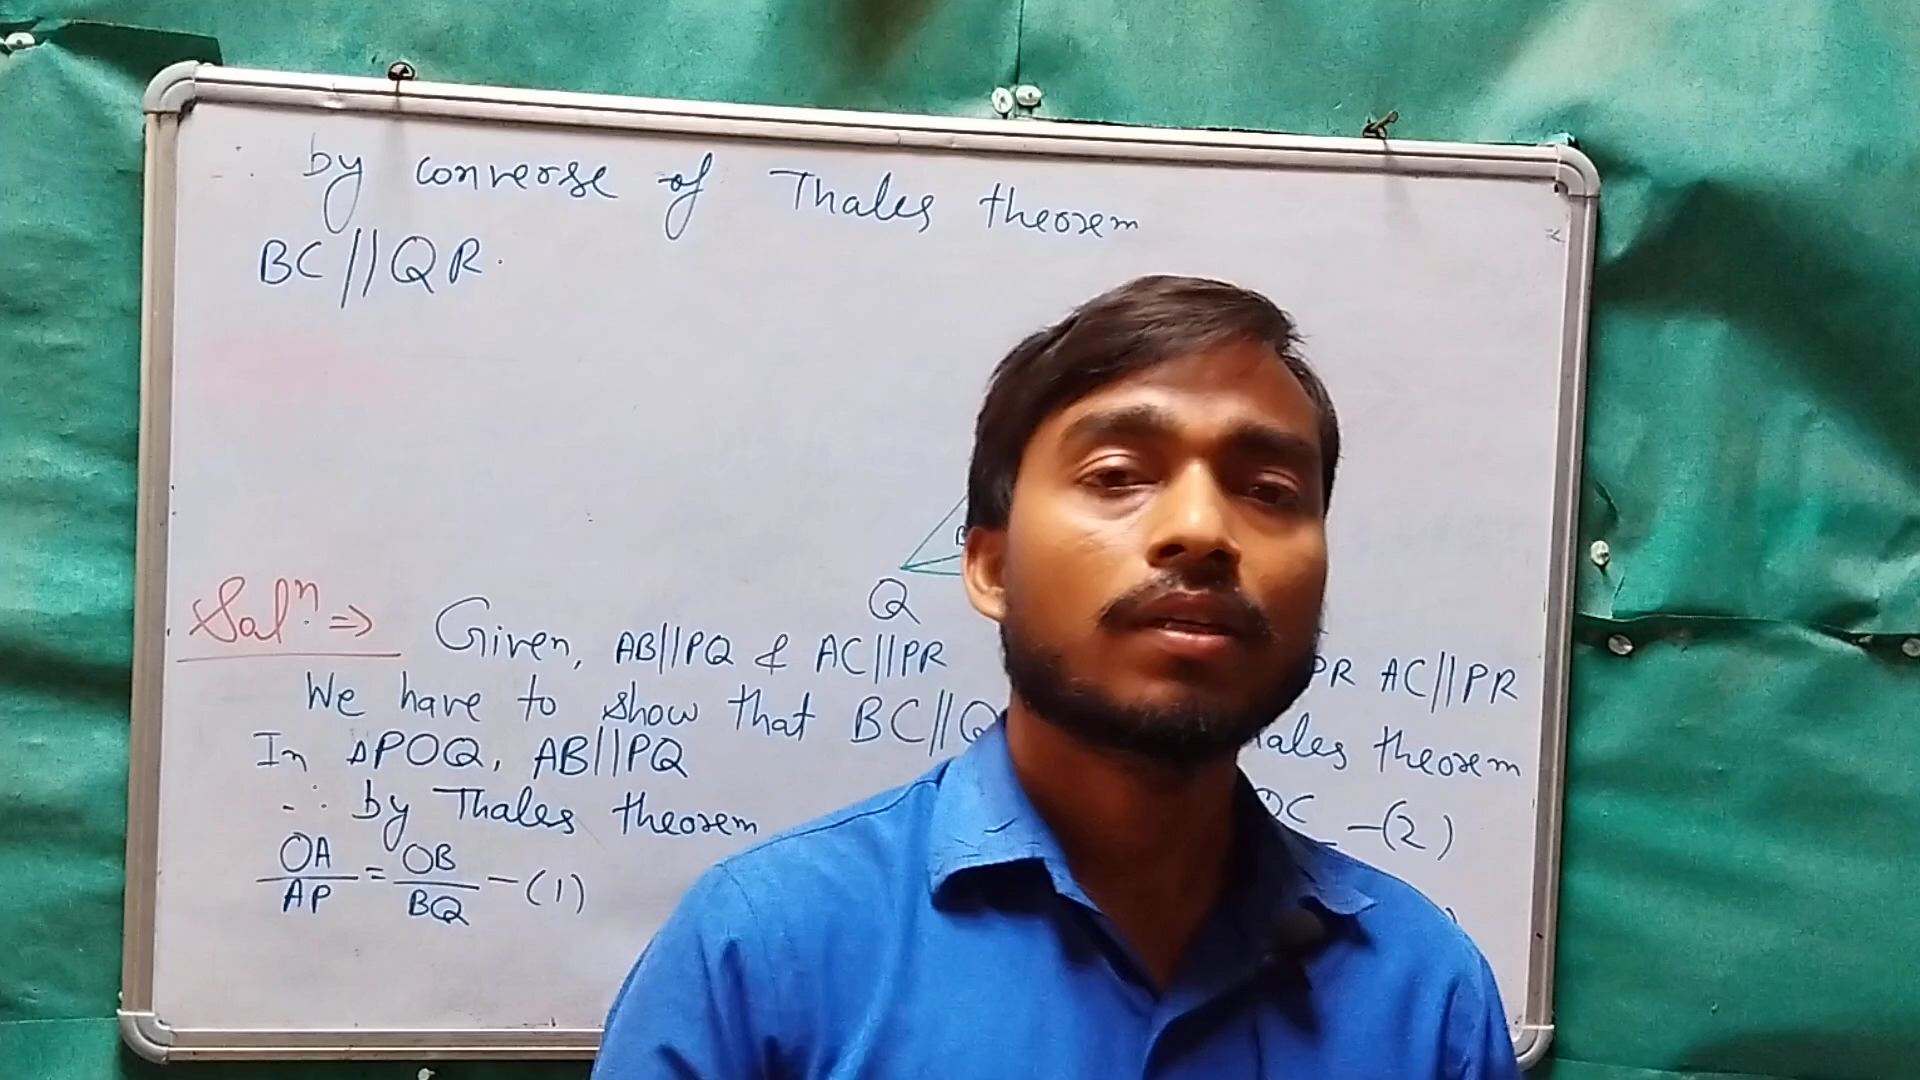 ∴ by converse of Thales theorem
BC//QR.
Q
Solⁿ. ⇒ Given, AB||PQ & AC||PR
We have to show that BC//Q
In ΔPOQ, AB||PQ
∴ by Thales theorem
OA/AP = OB/BQ -(1)
PR AC||PR
theorem
OC -(2)